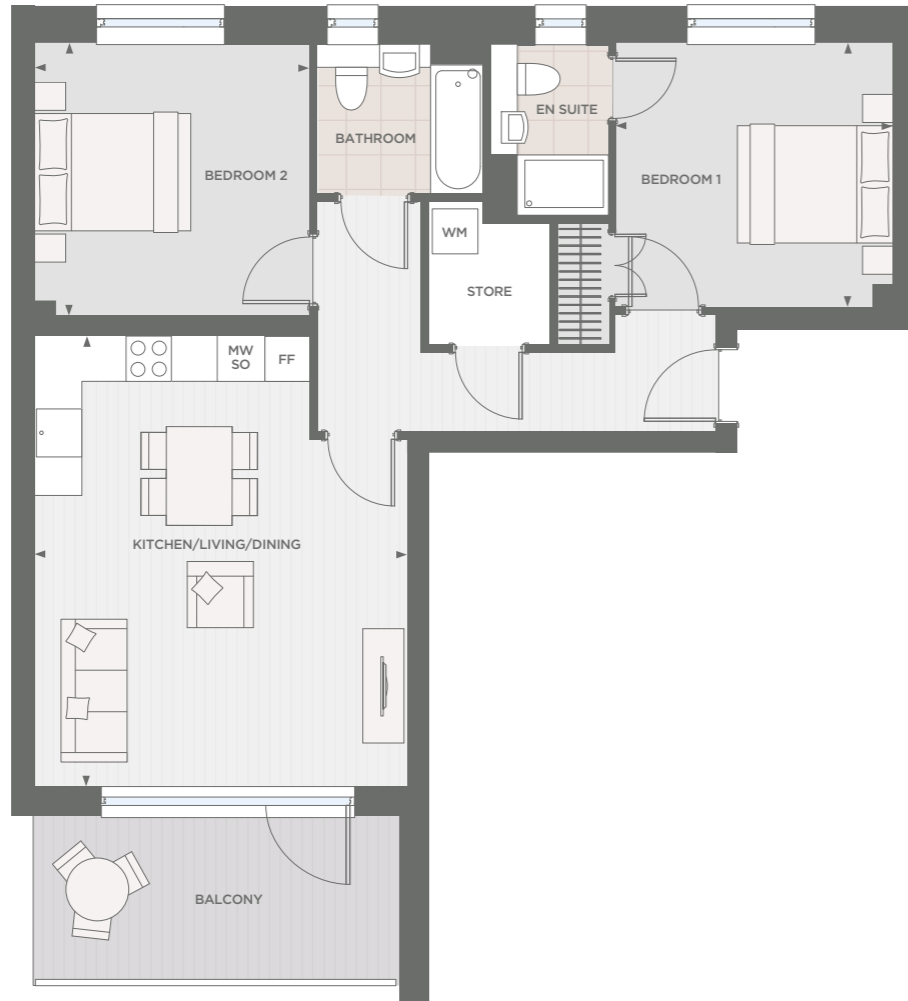 BATHROOM
EN SUITE
BEDROOM 2
BEDROOM 1
WM
STORE
MW
SO
FF
KITCHEN/LIVING/DINING
BALCONY